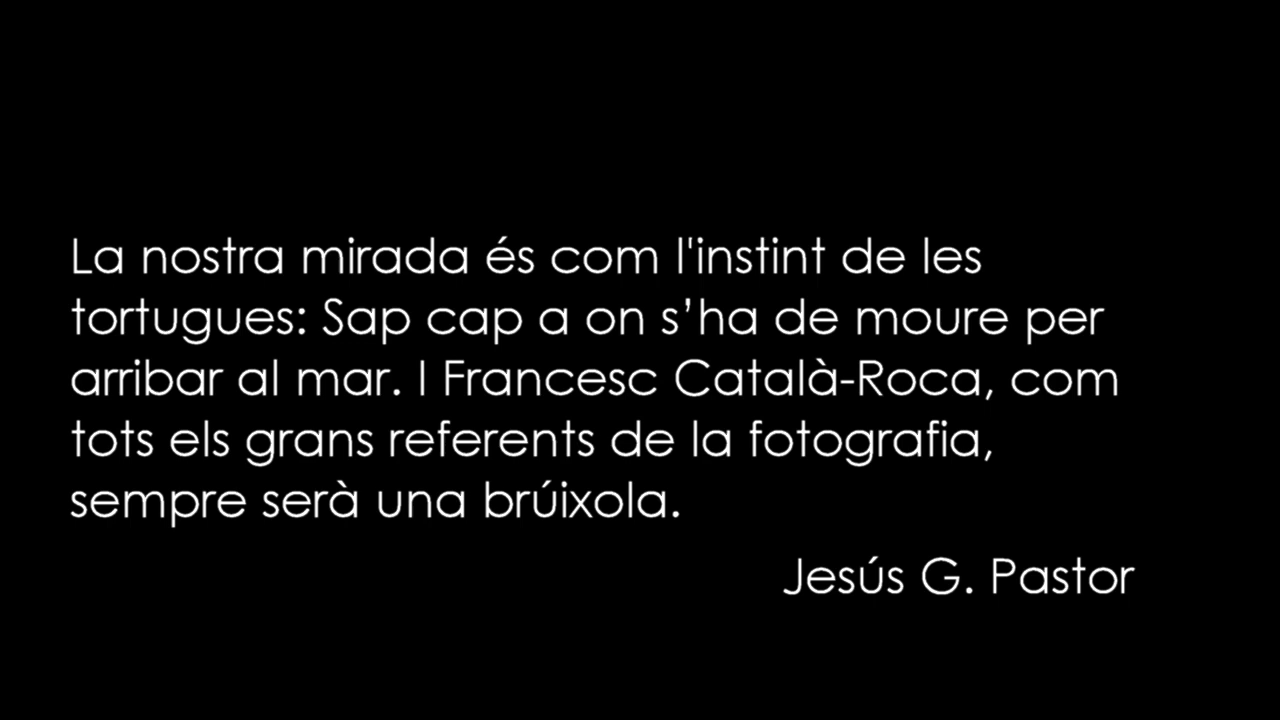 La nostra mirada és com l'instint de les
tortugues: Sap cap a on s’ha de moure per
arribar al mar. I Francesc Català-Roca, com
tots els grans referents de la fotografia,
sempre serà una brúixola.
Jesús G. Pastor